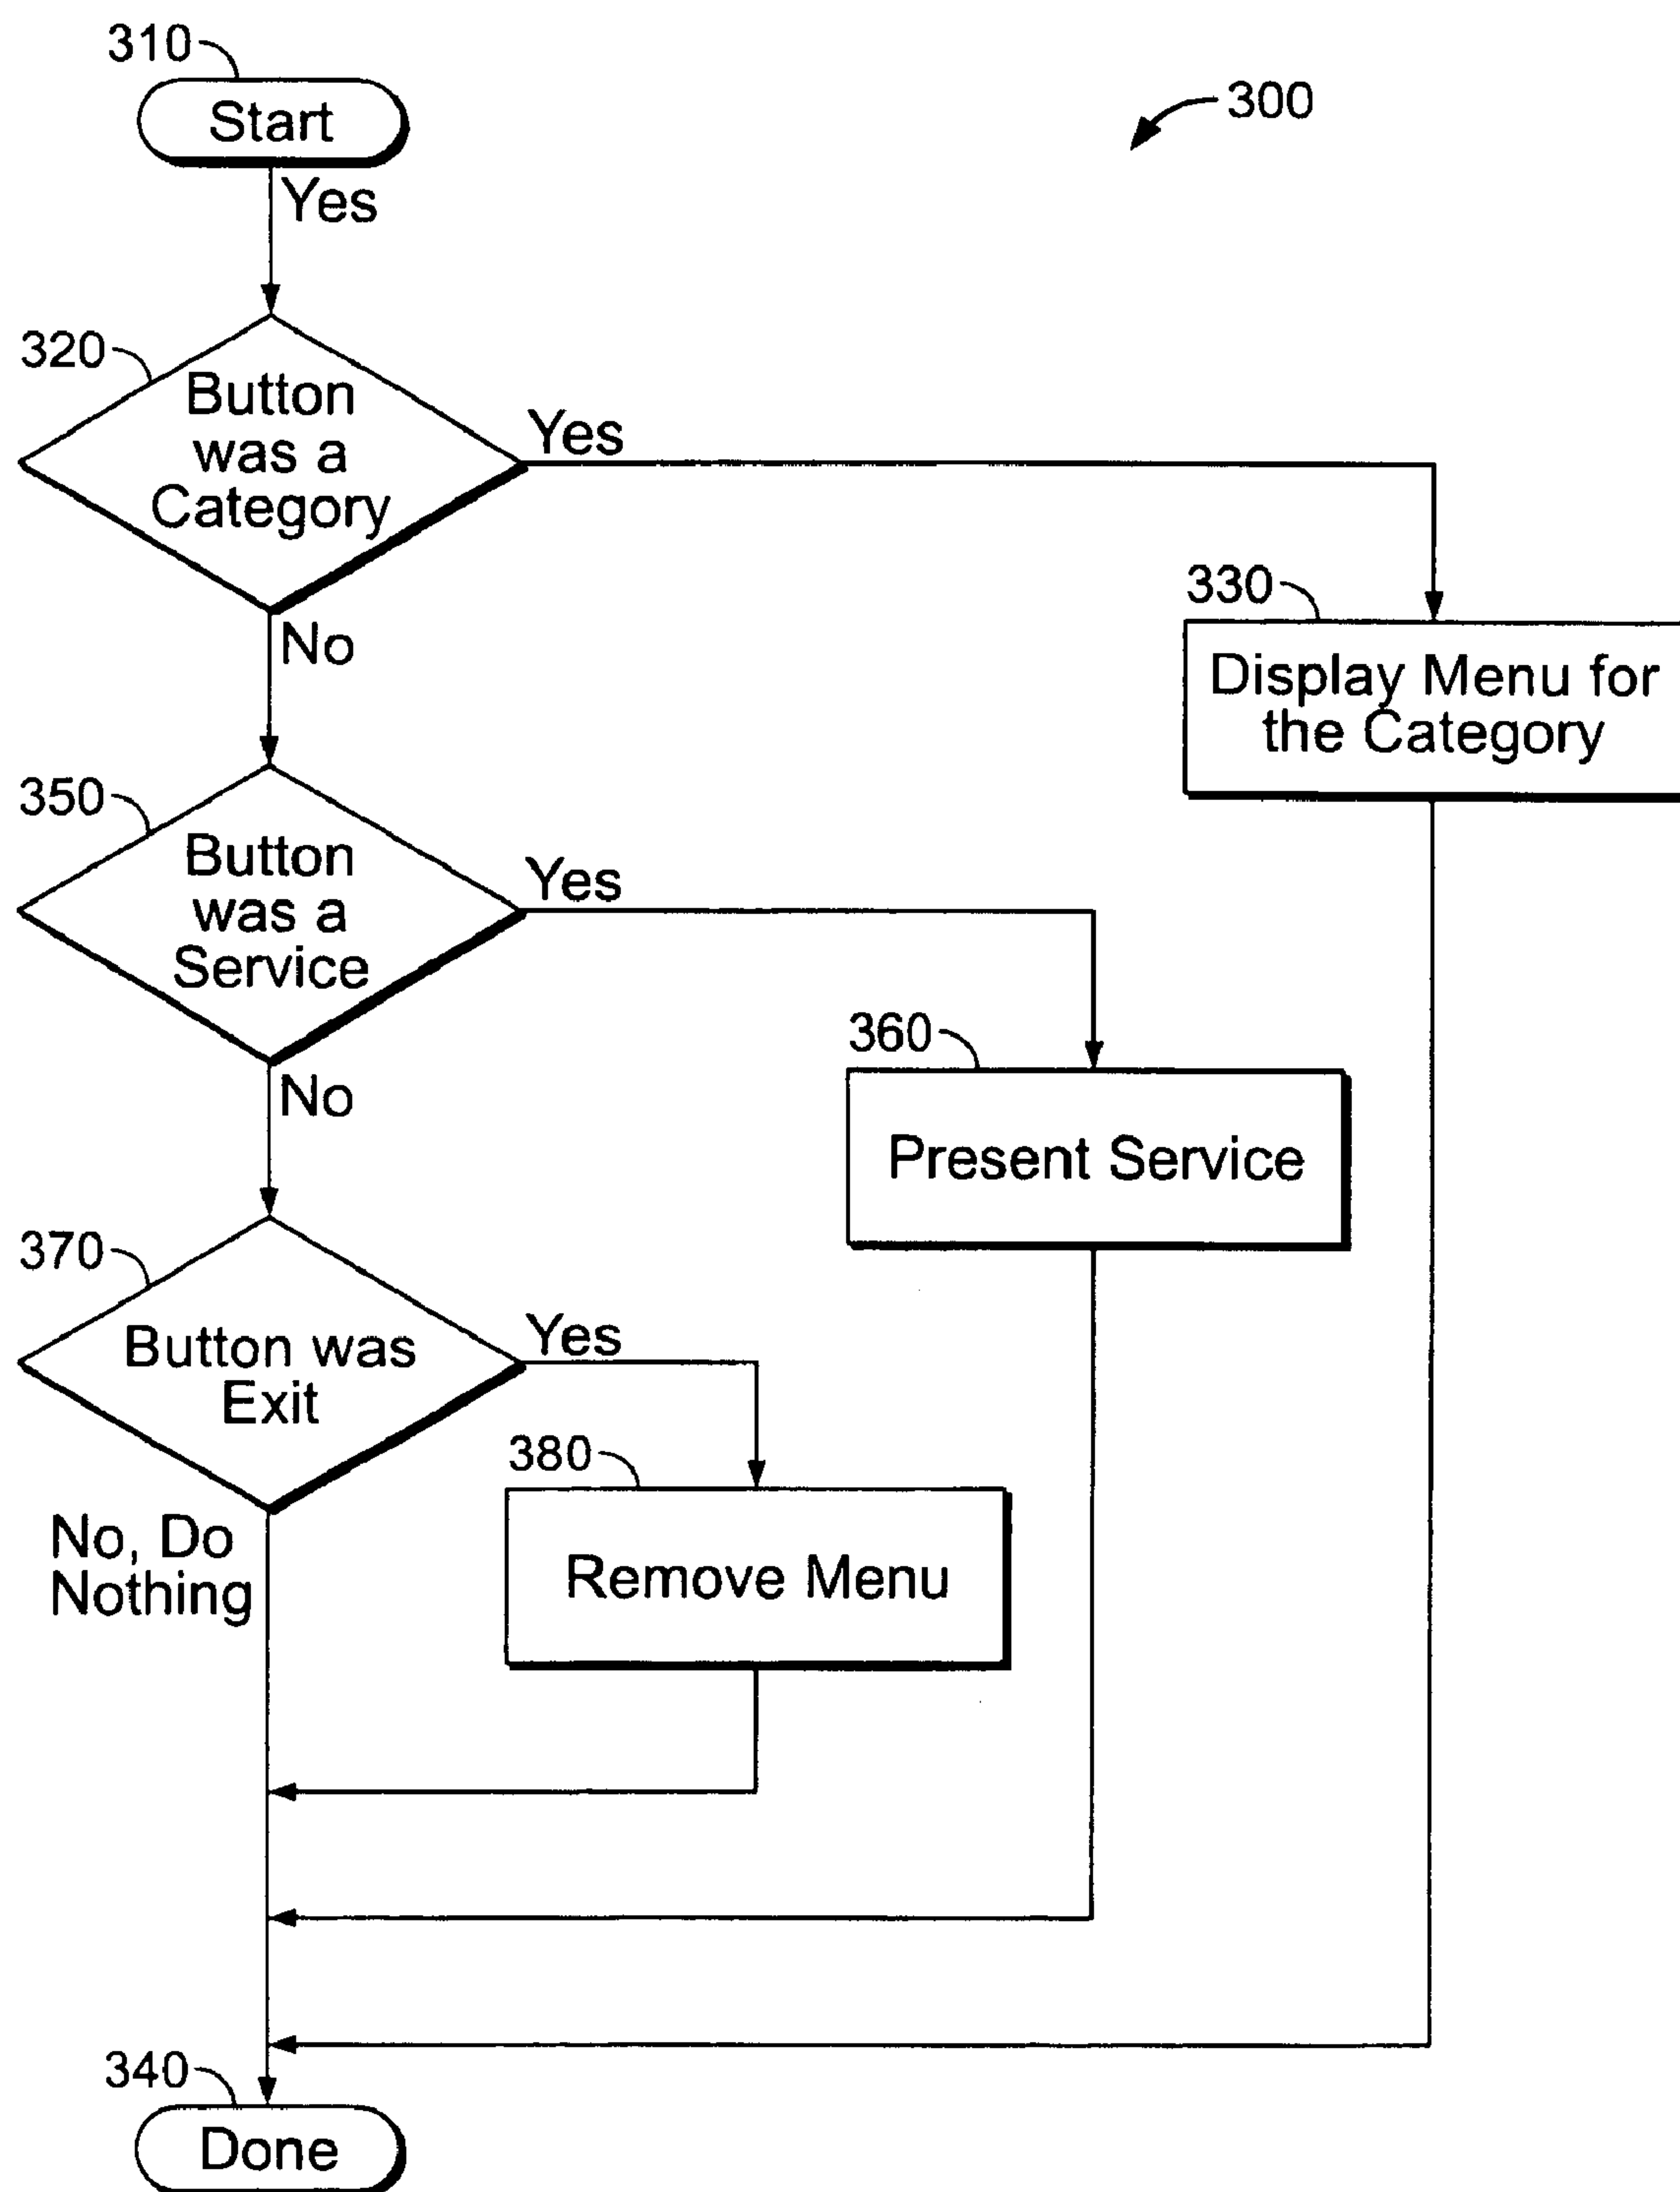 310
Start
300
Yes
320
Button
was a
Category
Yes
No
330
Display Menu for
the Category
350
Button
was a
Service
Yes
No
360
Present Service
370
Button was
Exit
Yes
No, Do
Nothing
380
Remove Menu
340
Done